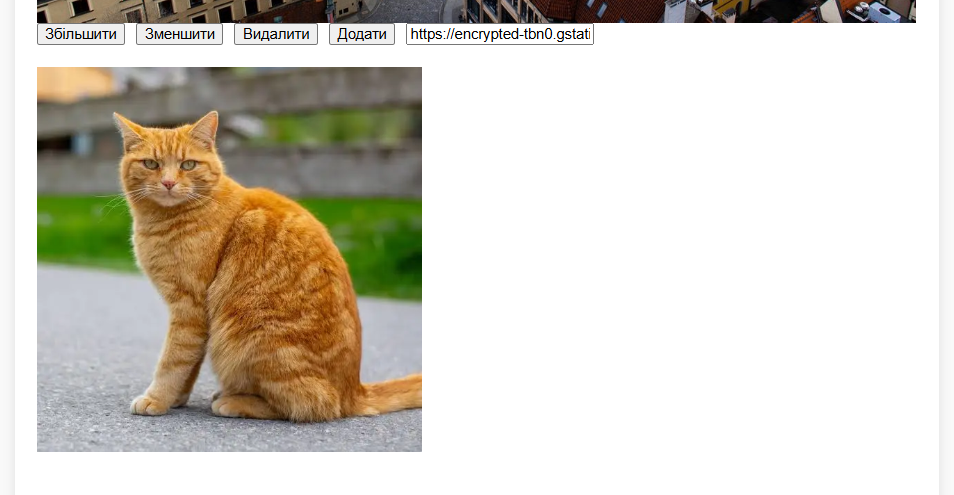 Збільшити Зменшити Видалити Додати https://encrypted-tbn0.gstati